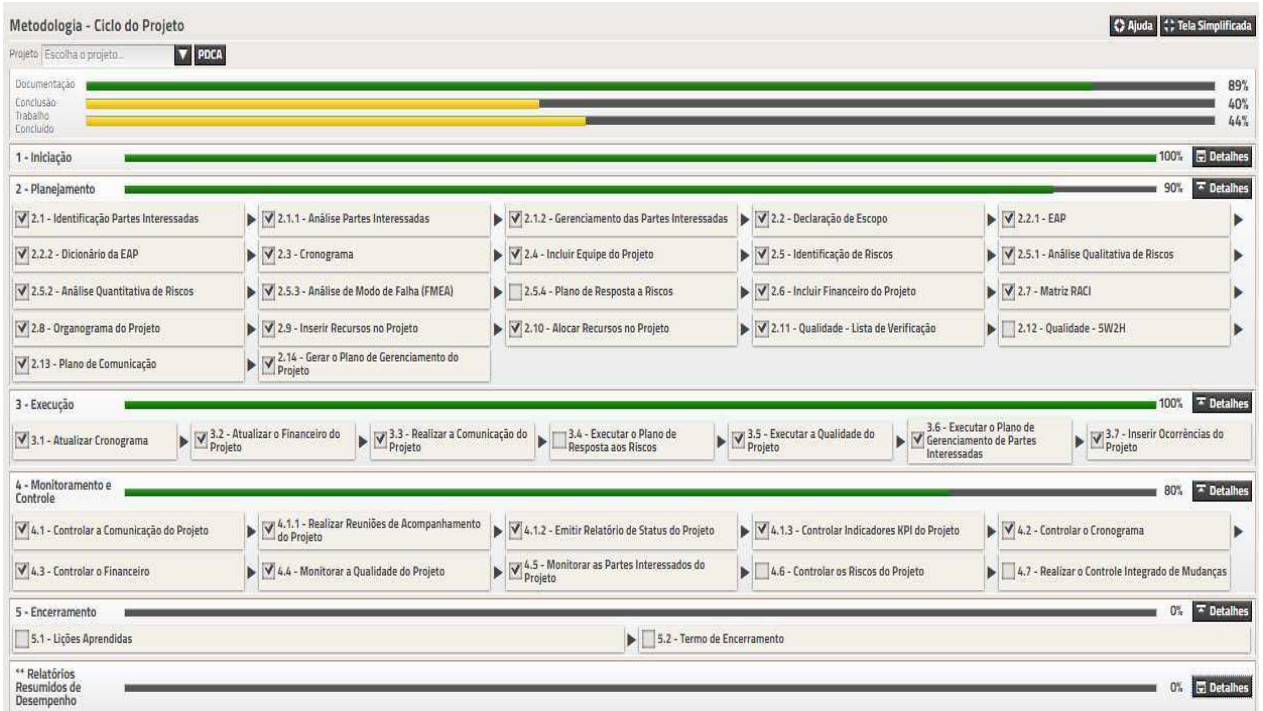 Metodologia - Ciclo do Projeto
Ajuda
Tela Simplificada
Projeto Escolha o projeto...
PDCA
Documentação 89%
Conclusão 40%
Trabalho
Concluído 44%
1 - Iniciação 100% Detalhes
2 - Planejamento 90% Detalhes
2.1 - Identificação Partes Interessadas
2.1.1 - Análise Partes Interessadas
2.1.2 - Gerenciamento das Partes Interessadas
2.2 - Declaração de Escopo
2.2.1 - EAP
2.2.2 - Dicionário da EAP
2.3 - Cronograma
2.4 - Incluir Equipe do Projeto
2.5 - Identificação de Riscos
2.5.1 - Análise Qualitativa de Riscos
2.5.2 - Análise Quantitativa de Riscos
2.5.3 - Análise de Modo de Falha (FMEA)
2.5.4 - Plano de Resposta a Riscos
2.6 - Incluir Financeiro do Projeto
2.7 - Matriz RACI
2.8 - Organograma do Projeto
2.9 - Inserir Recursos no Projeto
2.10 - Alocar Recursos no Projeto
2.11 - Qualidade - Lista de Verificação
2.12 - Qualidade - 5W2H
2.13 - Plano de Comunicação
2.14 - Gerar o Plano de Gerenciamento do
Projeto
3 - Execução 100% Detalhes
3.1 - Atualizar Cronograma
3.2 - Atualizar o Financeiro do
Projeto
3.3 - Realizar a Comunicação do
Projeto
3.4 - Executar o Plano de
Resposta aos Riscos
3.5 - Executar a Qualidade do
Projeto
3.6 - Executar o Plano de
Gerenciamento de Partes
Interessadas
3.7 - Inserir Ocorrências do
Projeto
4 - Monitoramento e
Controle 80% Detalhes
4.1 - Controlar a Comunicação do Projeto
4.1.1 - Realizar Reuniões de Acompanhamento
do Projeto
4.1.2 - Emitir Relatório de Status do Projeto
4.1.3 - Controlar Indicadores KPI do Projeto
4.2 - Controlar o Cronograma
4.3 - Controlar o Financeiro
4.4 - Monitorar a Qualidade do Projeto
4.5 - Monitorar as Partes Interessados do
Projeto
4.6 - Controlar os Riscos do Projeto
4.7 - Realizar o Controle Integrado de Mudanças
5 - Encerramento 0% Detalhes
5.1 - Lições Aprendidas
5.2 - Termo de Encerramento
** Relatórios
Resumidos de
Desempenho 0% Detalhes